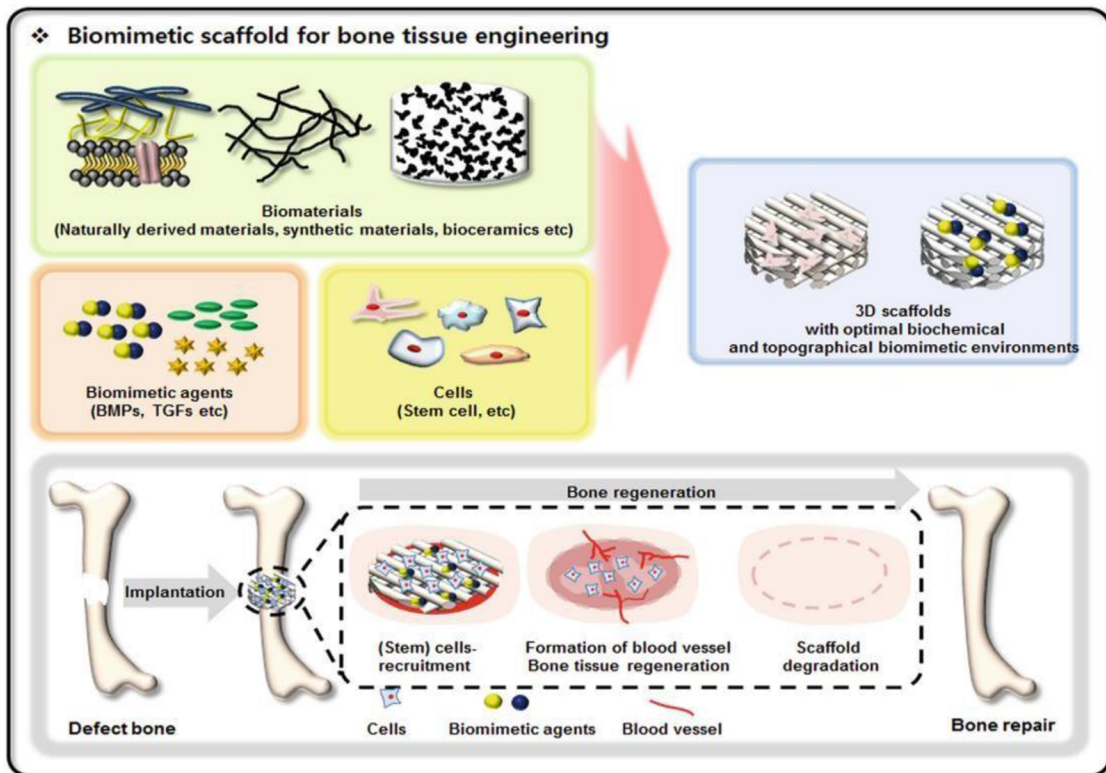 ❖ Biomimetic scaffold for bone tissue engineering
Biomaterials
(Naturally derived materials, synthetic materials, bioceramics etc)
Biomimetic agents
(BMPs, TGFs etc)
Cells
(Stem cell, etc)
3D scaffolds
with optimal biochemical
and topographical biomimetic environments
Bone regeneration
Implantation
(Stem) cells-
recruitment
Formation of blood vessel
Bone tissue regeneration
Scaffold
degradation
Cells
Biomimetic agents
Blood vessel
Defect bone
Bone repair